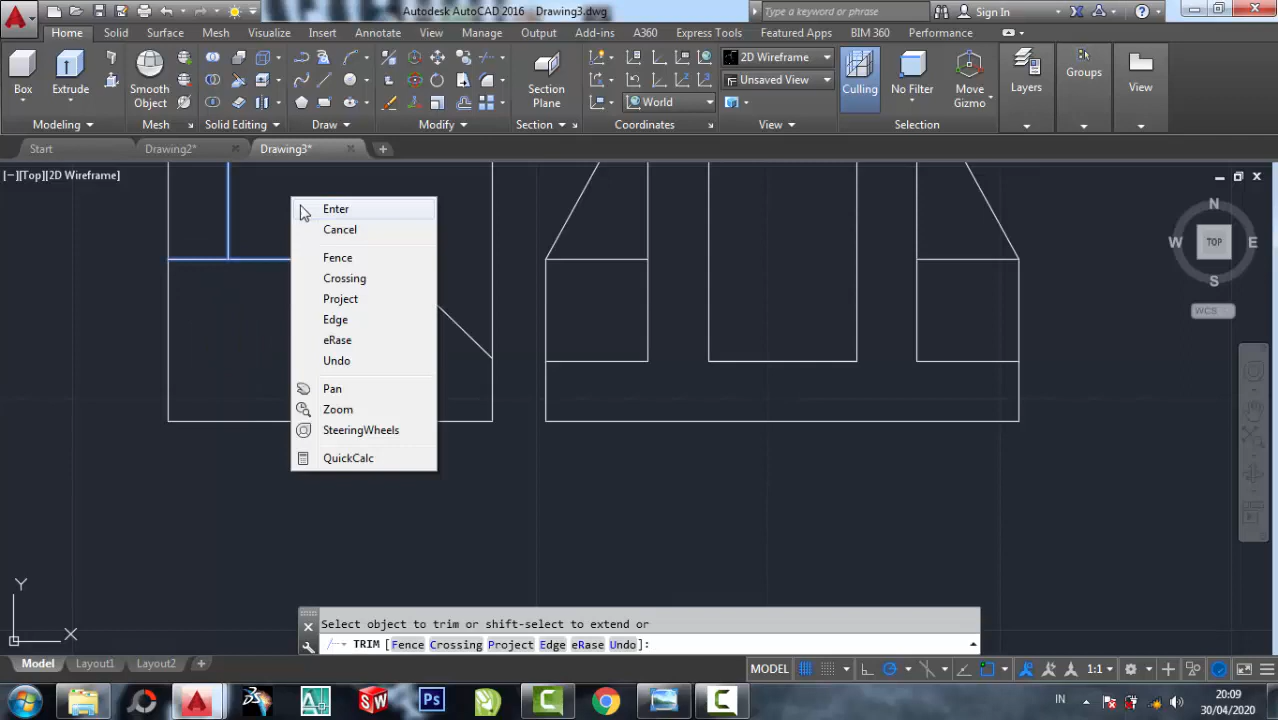 Autodesk AutoCAD 2016 Drawing3.dwg
Type a keyword or phrase
Sign In
Home Solid Surface Mesh Visualize Insert Annotate View Manage Output Add-ins A360 Express Tools Featured Apps BIM 360 Performance
2D Wireframe
Unsaved View
World
Box Extrude Smooth Object Section Plane Culling No Filter Move Gizmo Layers Groups View
Modeling Mesh Solid Editing Draw Modify Section Coordinates View Selection
Start Drawing2* Drawing3*
[−][Top][2D Wireframe]
N
W TOP E
S
WCS
Enter
Cancel
Fence
Crossing
Project
Edge
eRase
Undo
Pan
Zoom
SteeringWheels
QuickCalc
Y
X
Select object to trim or shift-select to extend or
TRIM [Fence Crossing Project Edge eRase Undo]:
Model Layout1 Layout2
MODEL 1:1
SW Ps
IN
20:09
30/04/2020